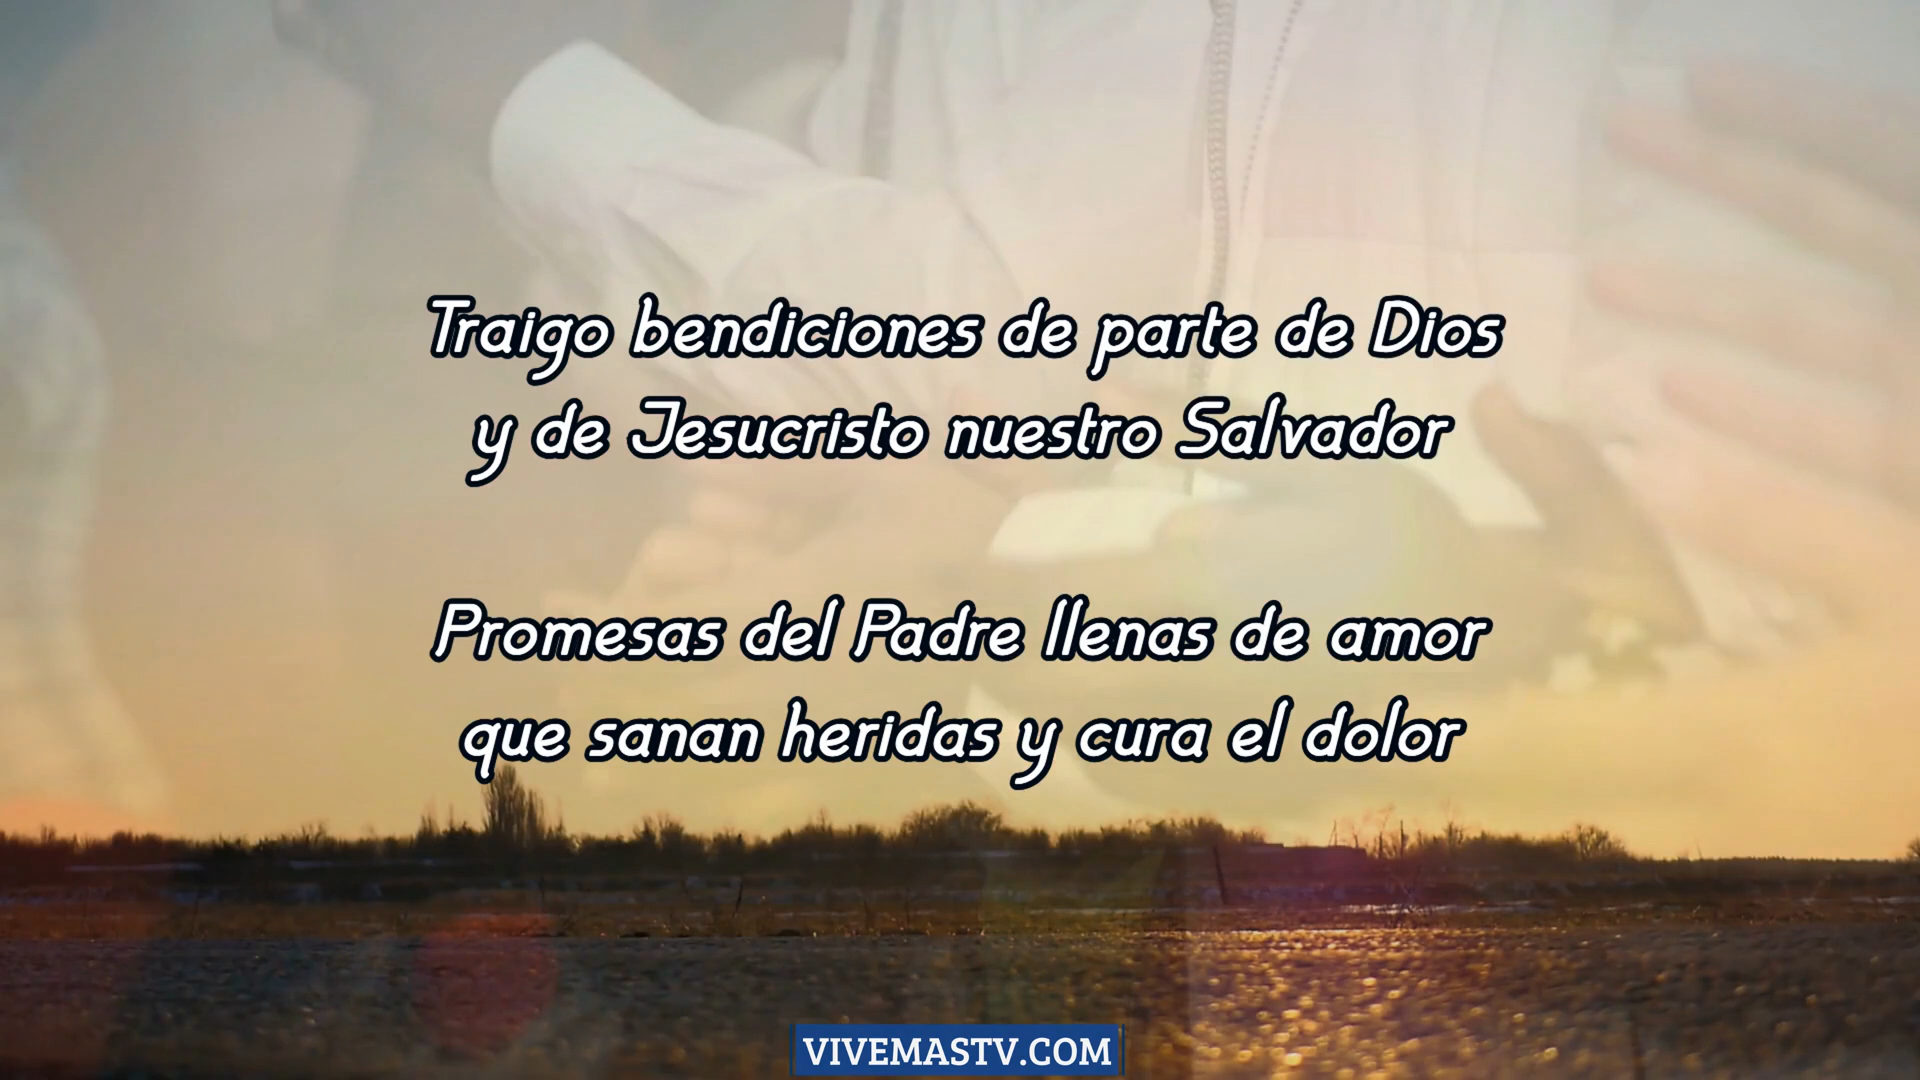 Traigo bendiciones de parte de Dios
y de Jesucristo nuestro Salvador
Promesas del Padre llenas de amor
que sanan heridas y cura el dolor
VIVEMASTV.COM